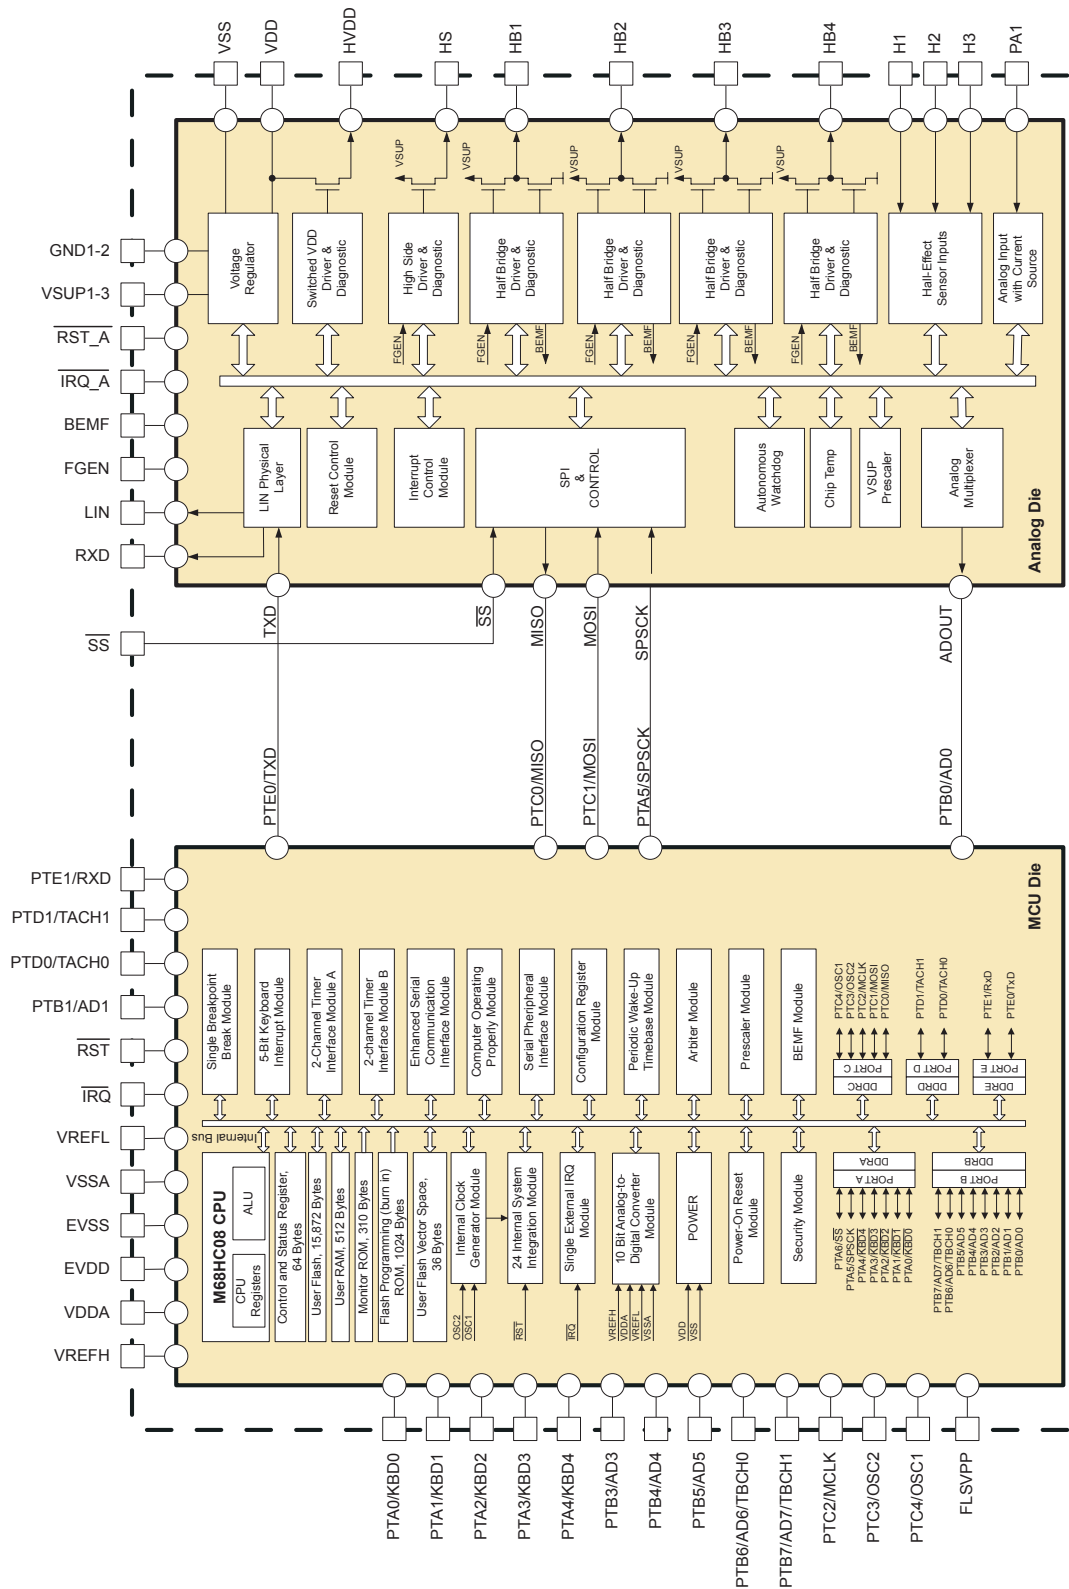 VSS
VDD
HVDD
HS
HB1
HB2
HB3
HB4
H1
H2
H3
PA1
GND1-2
VSUP1-3
RST_A
IRQ_A
BEMF
FGEN
LIN
RXD
SS
VSUP
VSUP
VSUP
VSUP
VSUP
Voltage
Regulator
Switched VDD
Driver &
Diagnostic
High Side
Driver &
Diagnostic
Half Bridge
Driver &
Diagnostic
Half Bridge
Driver &
Diagnostic
Half Bridge
Driver &
Diagnostic
Half Bridge
Driver &
Diagnostic
Hall-Effect
Sensor Inputs
Analog Input
with Current
Source
FGEN
FGEN
BEMF
FGEN
BEMF
FGEN
BEMF
FGEN
BEMF
LIN Physical
Layer
Reset Control
Module
Interrupt
Control
Module
SPI
&
CONTROL
Autonomous
Watchdog
Chip Temp
VSUP
Prescaler
Analog
Multiplexer
Analog Die
TXD
SS
MISO
MOSI
SPSCK
ADOUT
PTE0/TXD
PTC0/MISO
PTC1/MOSI
PTA5/SPSCK
PTB0/AD0
PTE1/RXD
PTD1/TACH1
PTD0/TACH0
PTB1/AD1
RST
IRQ
VREFL
VSSA
EVSS
EVDD
VDDA
VREFH
MCU Die
Single Breakpoint
Break Module
5-Bit Keyboard
Interrupt Module
2-Channel Timer
Interface Module A
2-channel Timer
Interface Module B
Enhanced Serial
Communication
Interface Module
Computer Operating
Properly Module
Serial Pheripheral
Interface Module
Configuration Register
Module
Periodic Wake-Up
Timebase Module
Arbiter Module
Prescaler Module
BEMF Module
PTC4/OSC1
PTC3/OSC2
PTC2/MCLK
PTC1/MOSI
PTC0/MISO
PORT C
DDRC
PTD1/TACH1
PTD0/TACH0
PORT D
DDRD
PTE1/RxD
PTE0/TxD
PORT E
DDRE
Internal Bus
M68HC08 CPU
CPU
Registers
ALU
Control and Status Register,
64 Bytes
User Flash, 15,872 Bytes
User RAM, 512 Bytes
Monitor ROM, 310 Bytes
Flash Programming (burn in)
ROM, 1024 Bytes
User Flash Vector Space,
36 Bytes
Internal Clock
Generator Module
24 Internal System
Integration Module
Single External IRQ
Module
10 Bit Analog-to-
Digital Converter
Module
POWER
Power-On Reset
Module
Security Module
OSC2
OSC1
RST
IRQ
VREFH
VDDA
VREFL
VSSA
VDD
VSS
DDRA
PORT A
PTA6/SS
PTA5/SPSCK
PTA4/KBD4
PTA3/KBD3
PTA2/KBD2
PTA1/KBD1
PTA0/KBD0
DDRB
PORT B
PTB7/AD7/TBCH1
PTB6/AD6/TBCH0
PTB5/AD5
PTB4/AD4
PTB3/AD3
PTB2/AD2
PTB1/AD1
PTB0/AD0
PTA0/KBD0
PTA1/KBD1
PTA2/KBD2
PTA3/KBD3
PTA4/KBD4
PTB3/AD3
PTB4/AD4
PTB5/AD5
PTB6/AD6/TBCH0
PTB7/AD7/TBCH1
PTC2/MCLK
PTC3/OSC2
PTC4/OSC1
FLSVPP